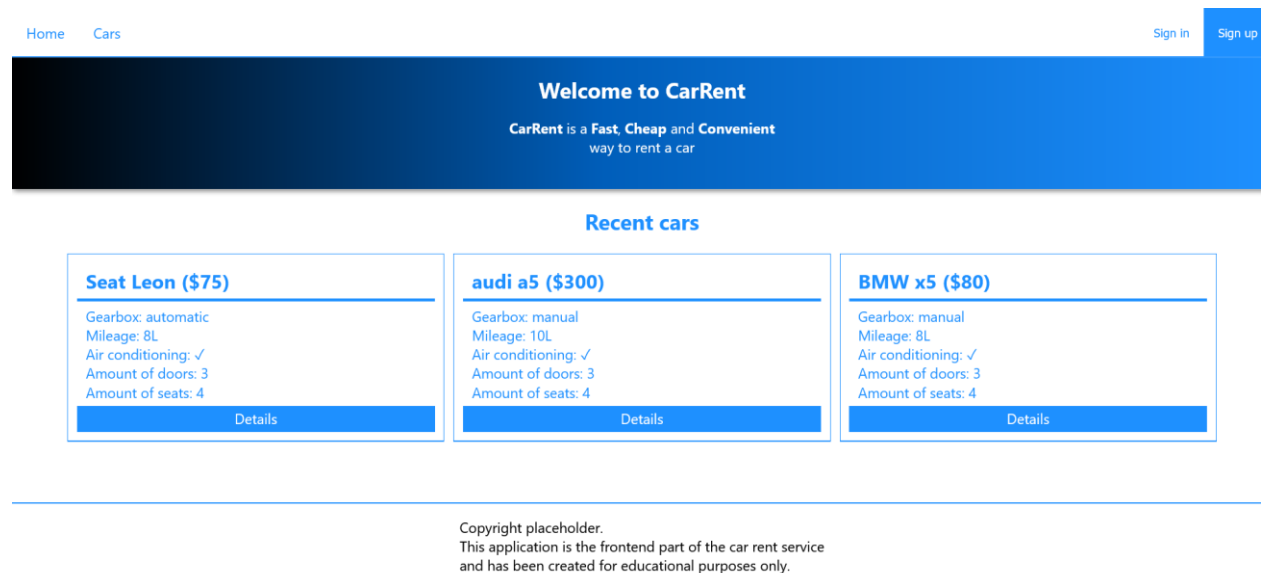 Home Cars Sign in Sign up
Welcome to CarRent
CarRent is a Fast, Cheap and Convenient
way to rent a car
Recent cars
Seat Leon ($75)
Gearbox: automatic
Mileage: 8L
Air conditioning: ✓
Amount of doors: 3
Amount of seats: 4
Details
audi a5 ($300)
Gearbox: manual
Mileage: 10L
Air conditioning: ✓
Amount of doors: 3
Amount of seats: 4
Details
BMW x5 ($80)
Gearbox: manual
Mileage: 8L
Air conditioning: ✓
Amount of doors: 3
Amount of seats: 4
Details
Copyright placeholder.
This application is the frontend part of the car rent service
and has been created for educational purposes only.